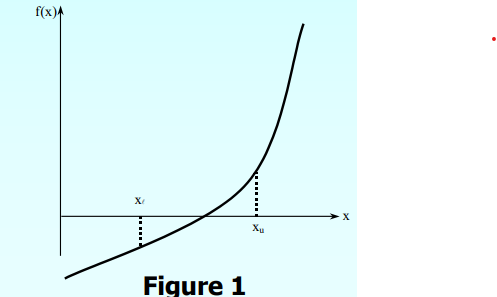 f(x)
xℓ
x
xu
Figure 1